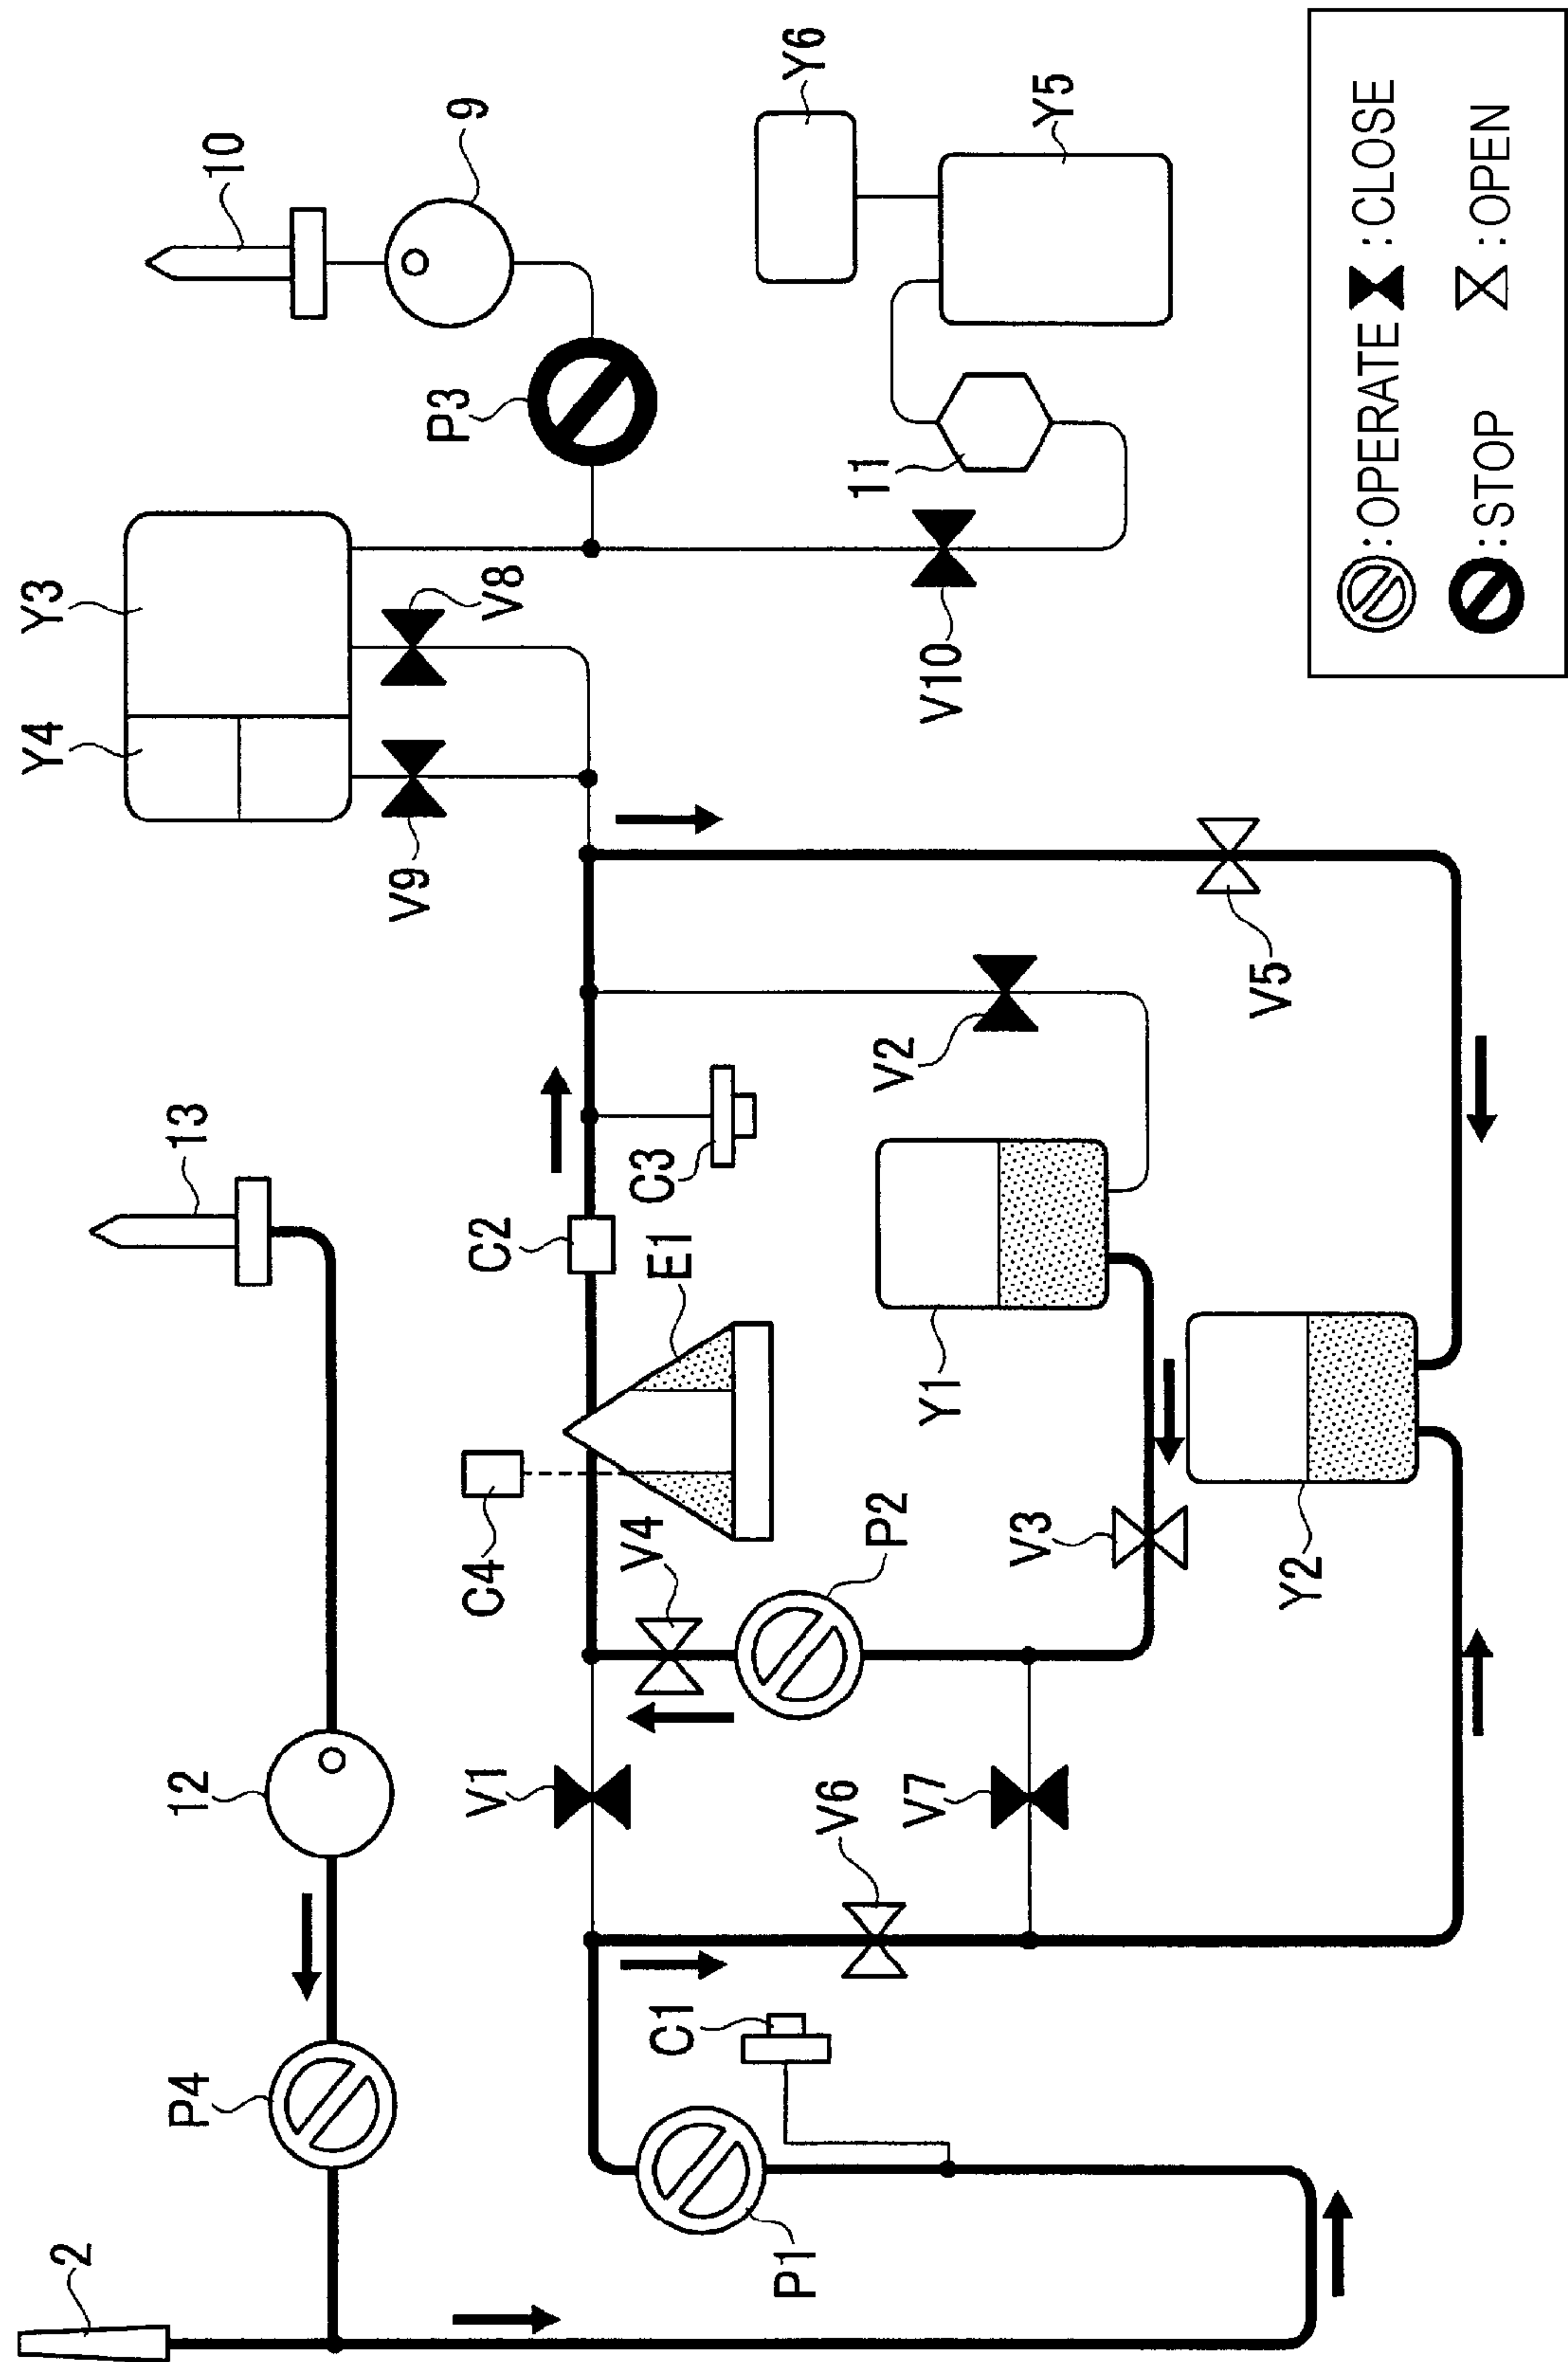 2
P4
12
13
10
9
Y4
Y3
P3
Y6
Y5
11
V8
V9
V10
C2
C3
C4
E1
V4
P2
V1
V6
V7
C1
P1
V2
Y1
V3
Y2
V5
:OPERATE :CLOSE
:STOP :OPEN